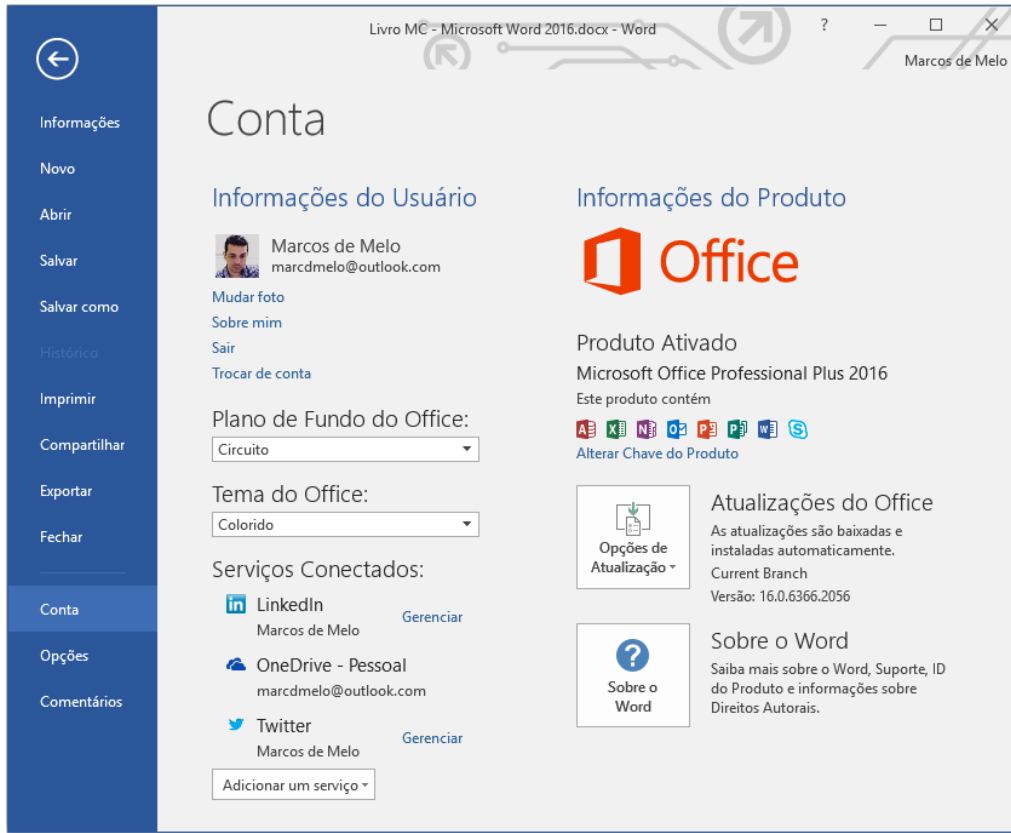 Livro MC - Microsoft Word 2016.docx - Word
?
Marcos de Melo
Informações
Novo
Abrir
Salvar
Salvar como
Histórico
Imprimir
Compartilhar
Exportar
Fechar
Conta
Opções
Comentários
Conta
Informações do Usuário
Marcos de Melo
marcdmelo@outlook.com
Mudar foto
Sobre mim
Sair
Trocar de conta
Plano de Fundo do Office:
Circuito
Tema do Office:
Colorido
Serviços Conectados:
in LinkedIn
Marcos de Melo
Gerenciar
OneDrive - Pessoal
marcdmelo@outlook.com
Twitter
Marcos de Melo
Gerenciar
Adicionar um serviço
Informações do Produto
Office
Produto Ativado
Microsoft Office Professional Plus 2016
Este produto contém
Alterar Chave do Produto
Opções de
Atualização
Atualizações do Office
As atualizações são baixadas e
instaladas automaticamente.
Current Branch
Versão: 16.0.6366.2056
?
Sobre o
Word
Sobre o Word
Saiba mais sobre o Word, Suporte, ID
do Produto e informações sobre
Direitos Autorais.